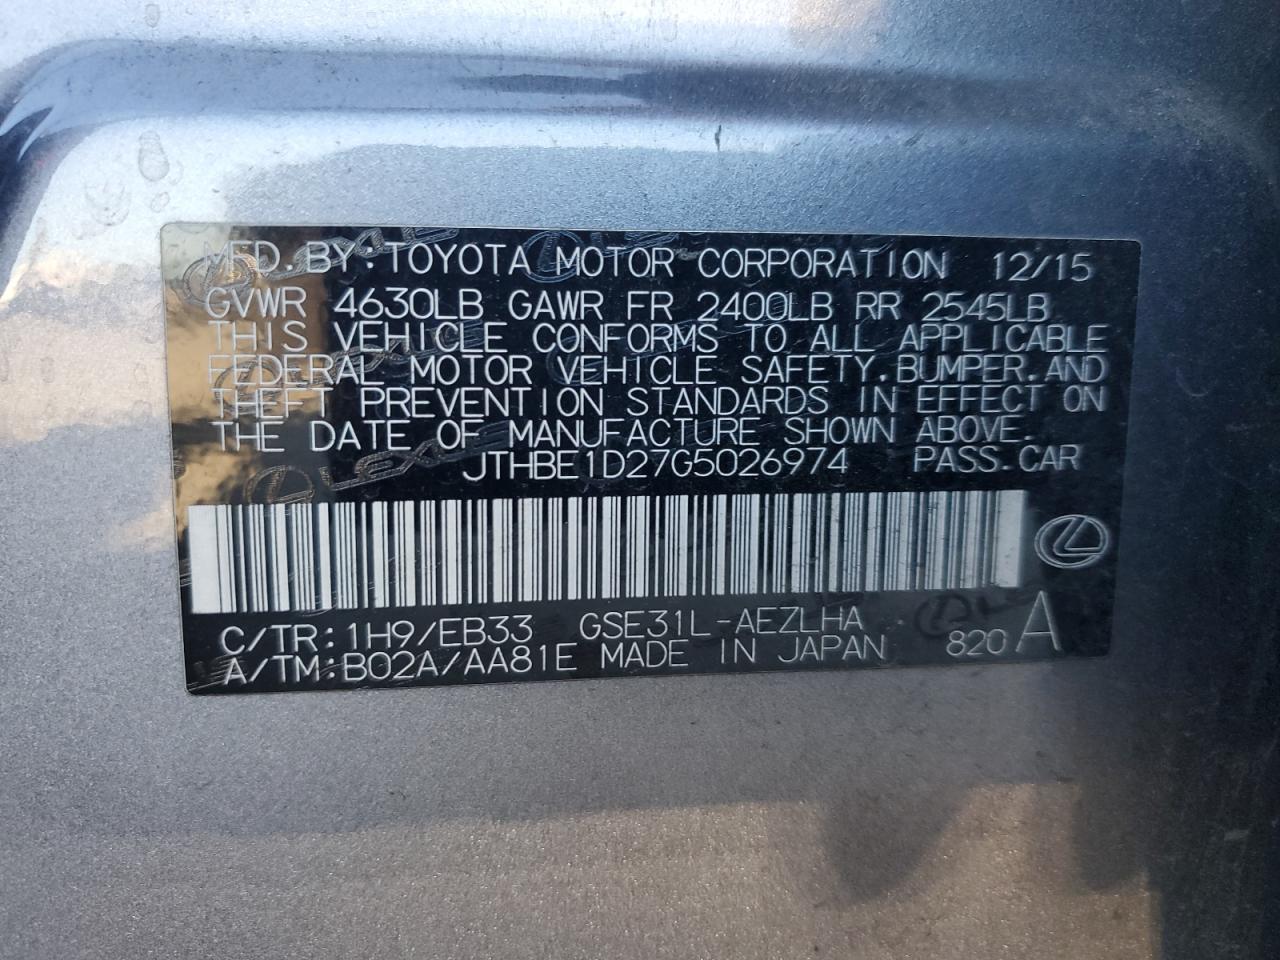 MFD. BY: TOYOTA MOTOR CORPORATION 12/15
GVWR 4630LB GAWR FR 2400LB RR 2545LB
THIS VEHICLE CONFORMS TO ALL APPLICABLE
FEDERAL MOTOR VEHICLE SAFETY, BUMPER, AND
THEFT PREVENTION STANDARDS IN EFFECT ON
THE DATE OF MANUFACTURE SHOWN ABOVE.
JTHBE1D27G5026974 PASS. CAR
C/TR: 1H9/EB33 GSE31L-AEZLHA
A/TM: B02A/AA81E MADE IN JAPAN 820 A